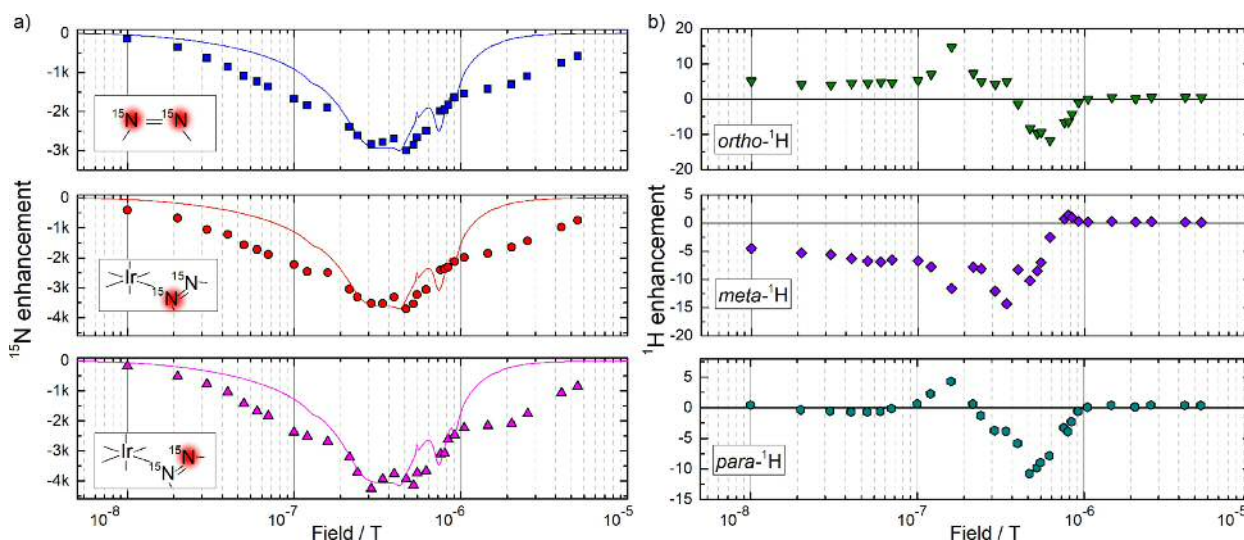 a)
¹⁵N enhancement
0
-1k
-2k
-3k
¹⁵N=¹⁵N
0
-1k
-2k
-3k
-4k
Ir ¹⁵N ¹⁵N
0
-1k
-2k
-3k
-4k
Ir ¹⁵N ¹⁵N
10⁻⁸ 10⁻⁷ 10⁻⁶ 10⁻⁵
Field / T
b)
¹H enhancement
20
10
0
-10
20
ortho-¹H
5
0
-5
-10
-15
-20
meta-¹H
10
5
0
-5
-10
15
para-¹H
10⁻⁸ 10⁻⁷ 10⁻⁶ 10⁻⁵
Field / T